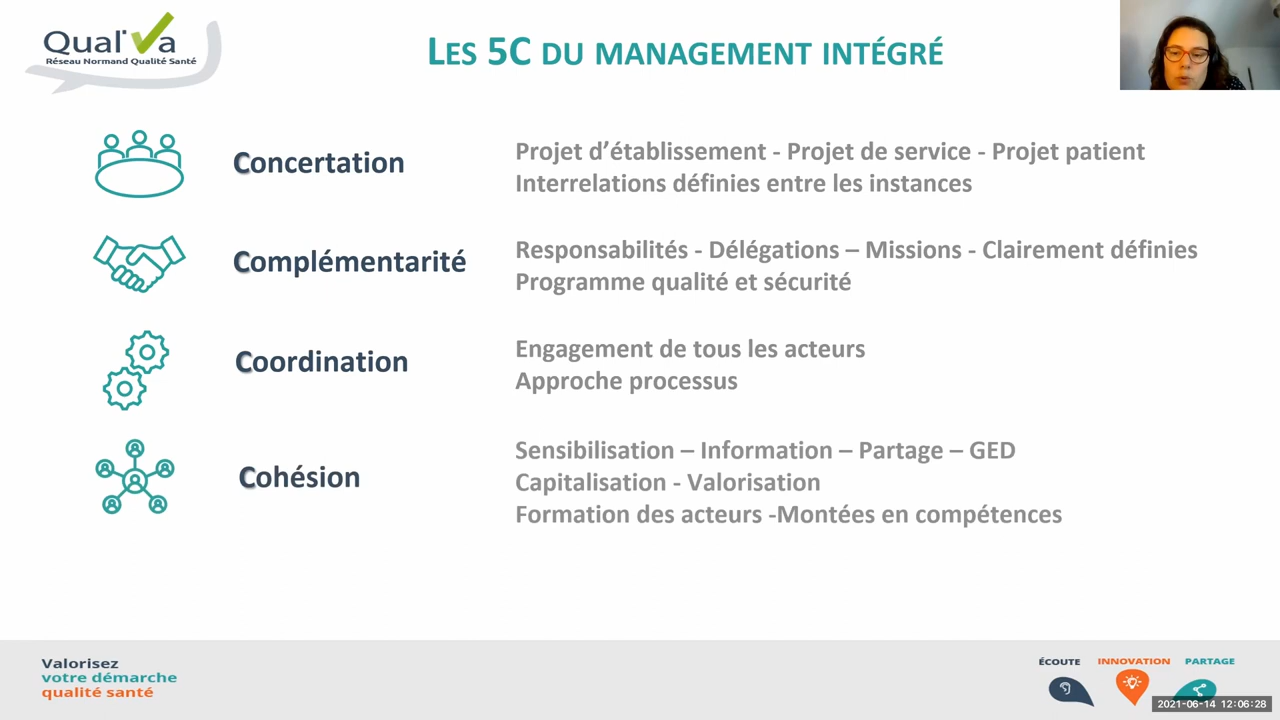 Qual'Va
Réseau Normand Qualité Santé
LES 5C DU MANAGEMENT INTÉGRÉ
Concertation
Projet d’établissement - Projet de service - Projet patient
Interrelations définies entre les instances
Complémentarité
Responsabilités - Délégations – Missions - Clairement définies
Programme qualité et sécurité
Coordination
Engagement de tous les acteurs
Approche processus
Cohésion
Sensibilisation – Information – Partage – GED
Capitalisation - Valorisation
Formation des acteurs -Montées en compétences
Valorisez
votre démarche
qualité santé
ÉCOUTE INNOVATION PARTAGE
2021-06-14 12:06:28